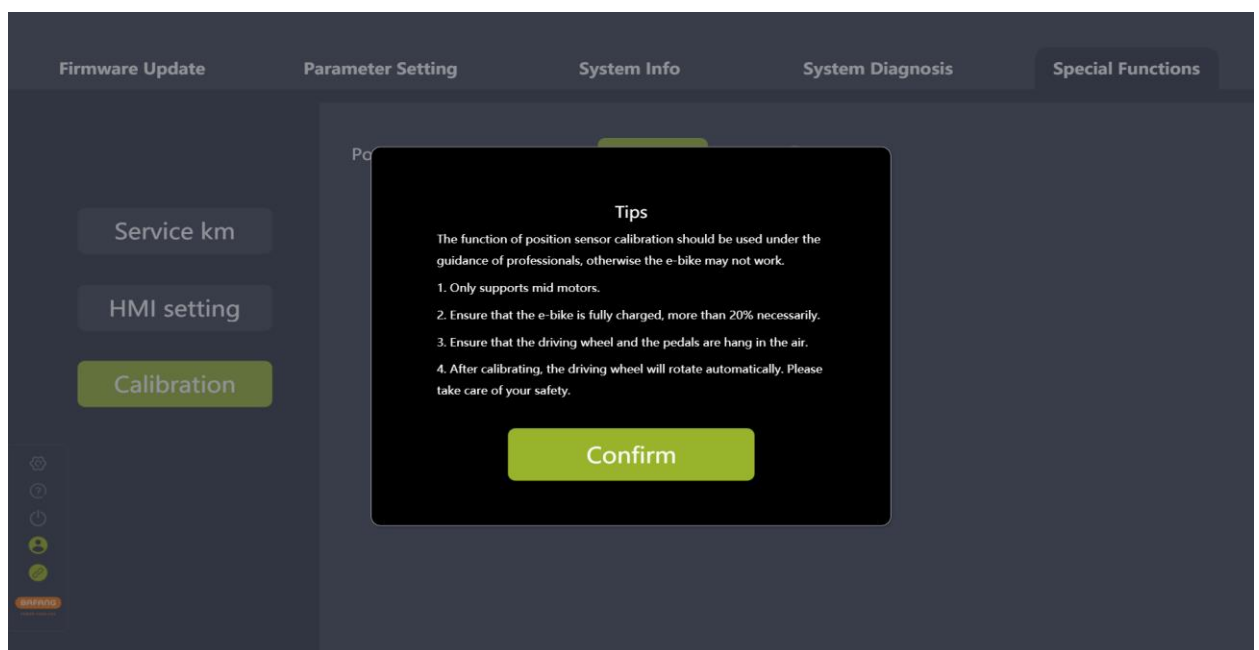 Firmware Update Parameter Setting System Info System Diagnosis Special Functions
Po
Service km
HMI setting
Calibration
Tips
The function of position sensor calibration should be used under the
guidance of professionals, otherwise the e-bike may not work.
1. Only supports mid motors.
2. Ensure that the e-bike is fully charged, more than 20% necessarily.
3. Ensure that the driving wheel and the pedals are hang in the air.
4. After calibrating, the driving wheel will rotate automatically. Please
take care of your safety.
Confirm
BAFANG